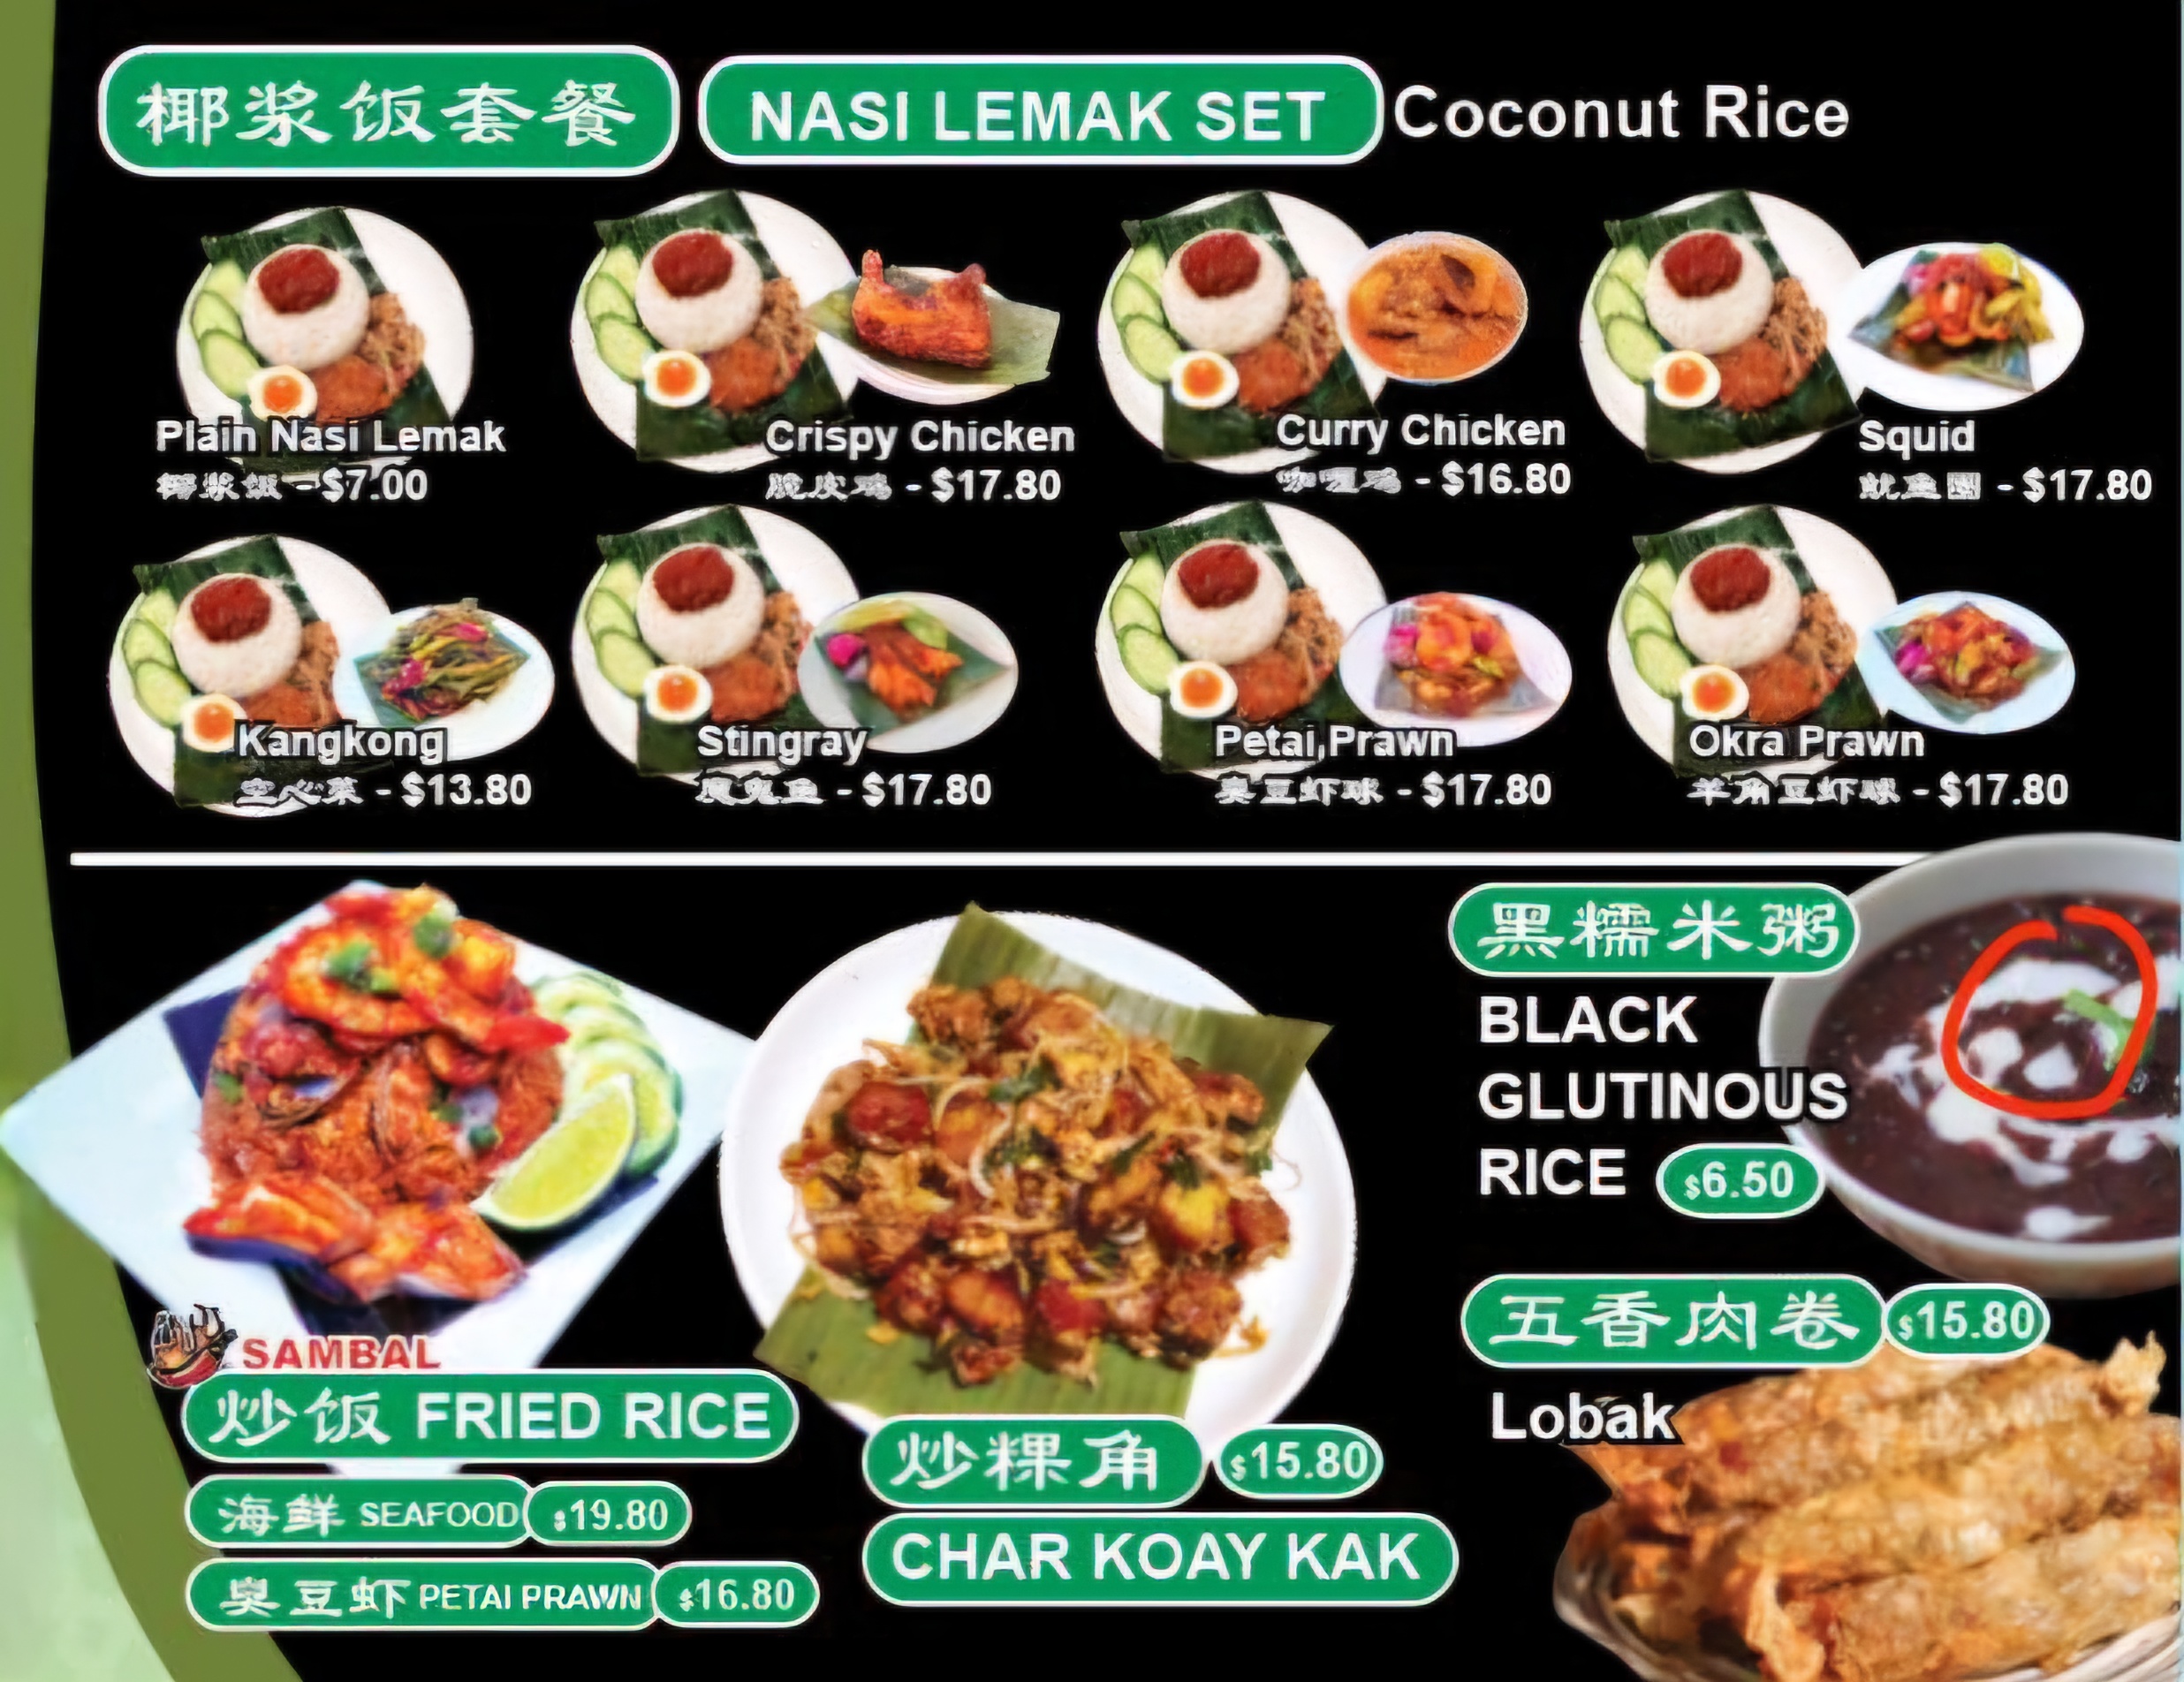 椰浆饭套餐 NASI LEMAK SET Coconut Rice
Plain Nasi Lemak
椰浆饭 - $7.00
Crispy Chicken
脆皮鸡 - $17.80
Curry Chicken
咖喱鸡 - $16.80
Squid
鱿鱼圈 - $17.80
Kangkong
空心菜 - $13.80
Stingray
魔鬼鱼 - $17.80
Petai Prawn
臭豆虾球 - $17.80
Okra Prawn
羊角豆虾球 - $17.80
SAMBAL
炒饭 FRIED RICE
海鲜 SEAFOOD $19.80
臭豆虾 PETAI PRAWN $16.80
炒粿角 $15.80
CHAR KOAY KAK
黑糯米粥
BLACK
GLUTINOUS
RICE $6.50
五香肉卷 $15.80
Lobak